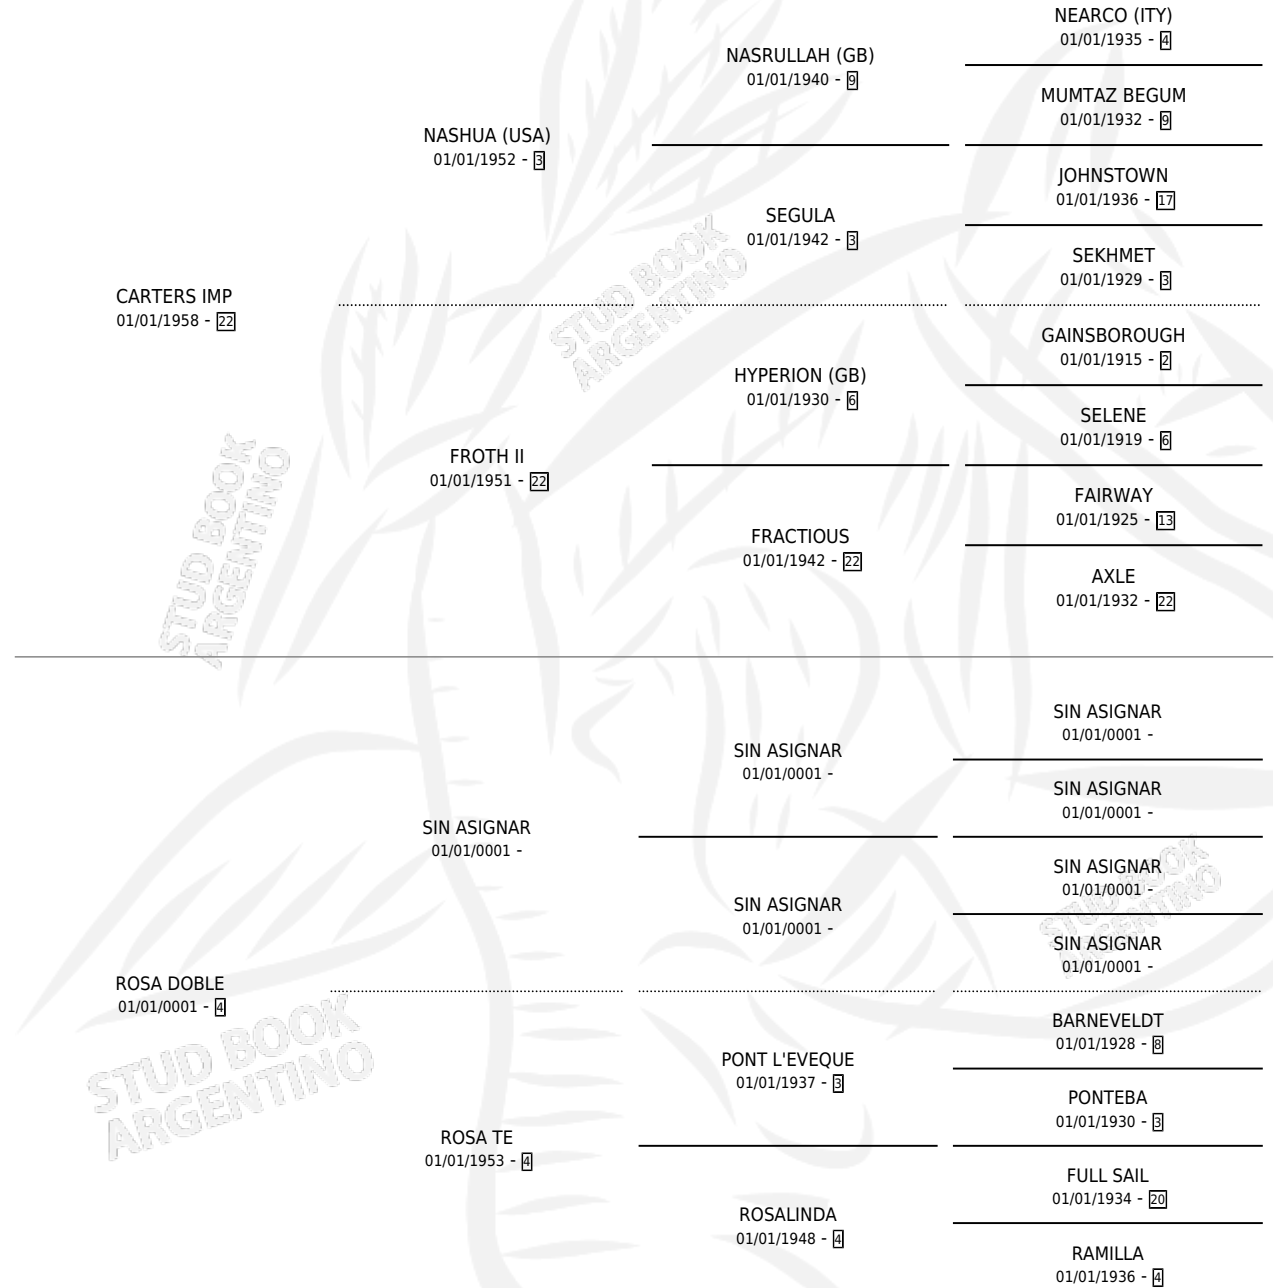 NEARCO (ITY)
01/01/1935 - 4
NASRULLAH (GB)
01/01/1940 - 9
MUMTAZ BEGUM
01/01/1932 - 9
NASHUA (USA)
01/01/1952 - 3
JOHNSTOWN
01/01/1936 - 17
SEGULA
01/01/1942 - 3
SEKHMET
01/01/1929 - 3
CARTERS IMP
01/01/1958 - 22
GAINSBOROUGH
01/01/1915 - 2
HYPERION (GB)
01/01/1930 - 6
SELENE
01/01/1919 - 6
FROTH II
01/01/1951 - 22
FAIRWAY
01/01/1925 - 13
FRACTIOUS
01/01/1942 - 22
AXLE
01/01/1932 - 22
SIN ASIGNAR
01/01/0001 -
SIN ASIGNAR
01/01/0001 -
SIN ASIGNAR
01/01/0001 -
SIN ASIGNAR
01/01/0001 -
SIN ASIGNAR
01/01/0001 -
SIN ASIGNAR
01/01/0001 -
SIN ASIGNAR
01/01/0001 -
ROSA DOBLE
01/01/0001 - 4
BARNEVELDT
01/01/1928 - 8
PONT L'EVEQUE
01/01/1937 - 3
PONTEBA
01/01/1930 - 3
ROSA TE
01/01/1953 - 4
FULL SAIL
01/01/1934 - 20
ROSALINDA
01/01/1948 - 4
RAMILLA
01/01/1936 - 4
STUD BOOK
ARGENTINO
STUD BOOK
ARGENTINO
STUD BOOK
ARGENTINO
STUD BOOK
ARGENTINO